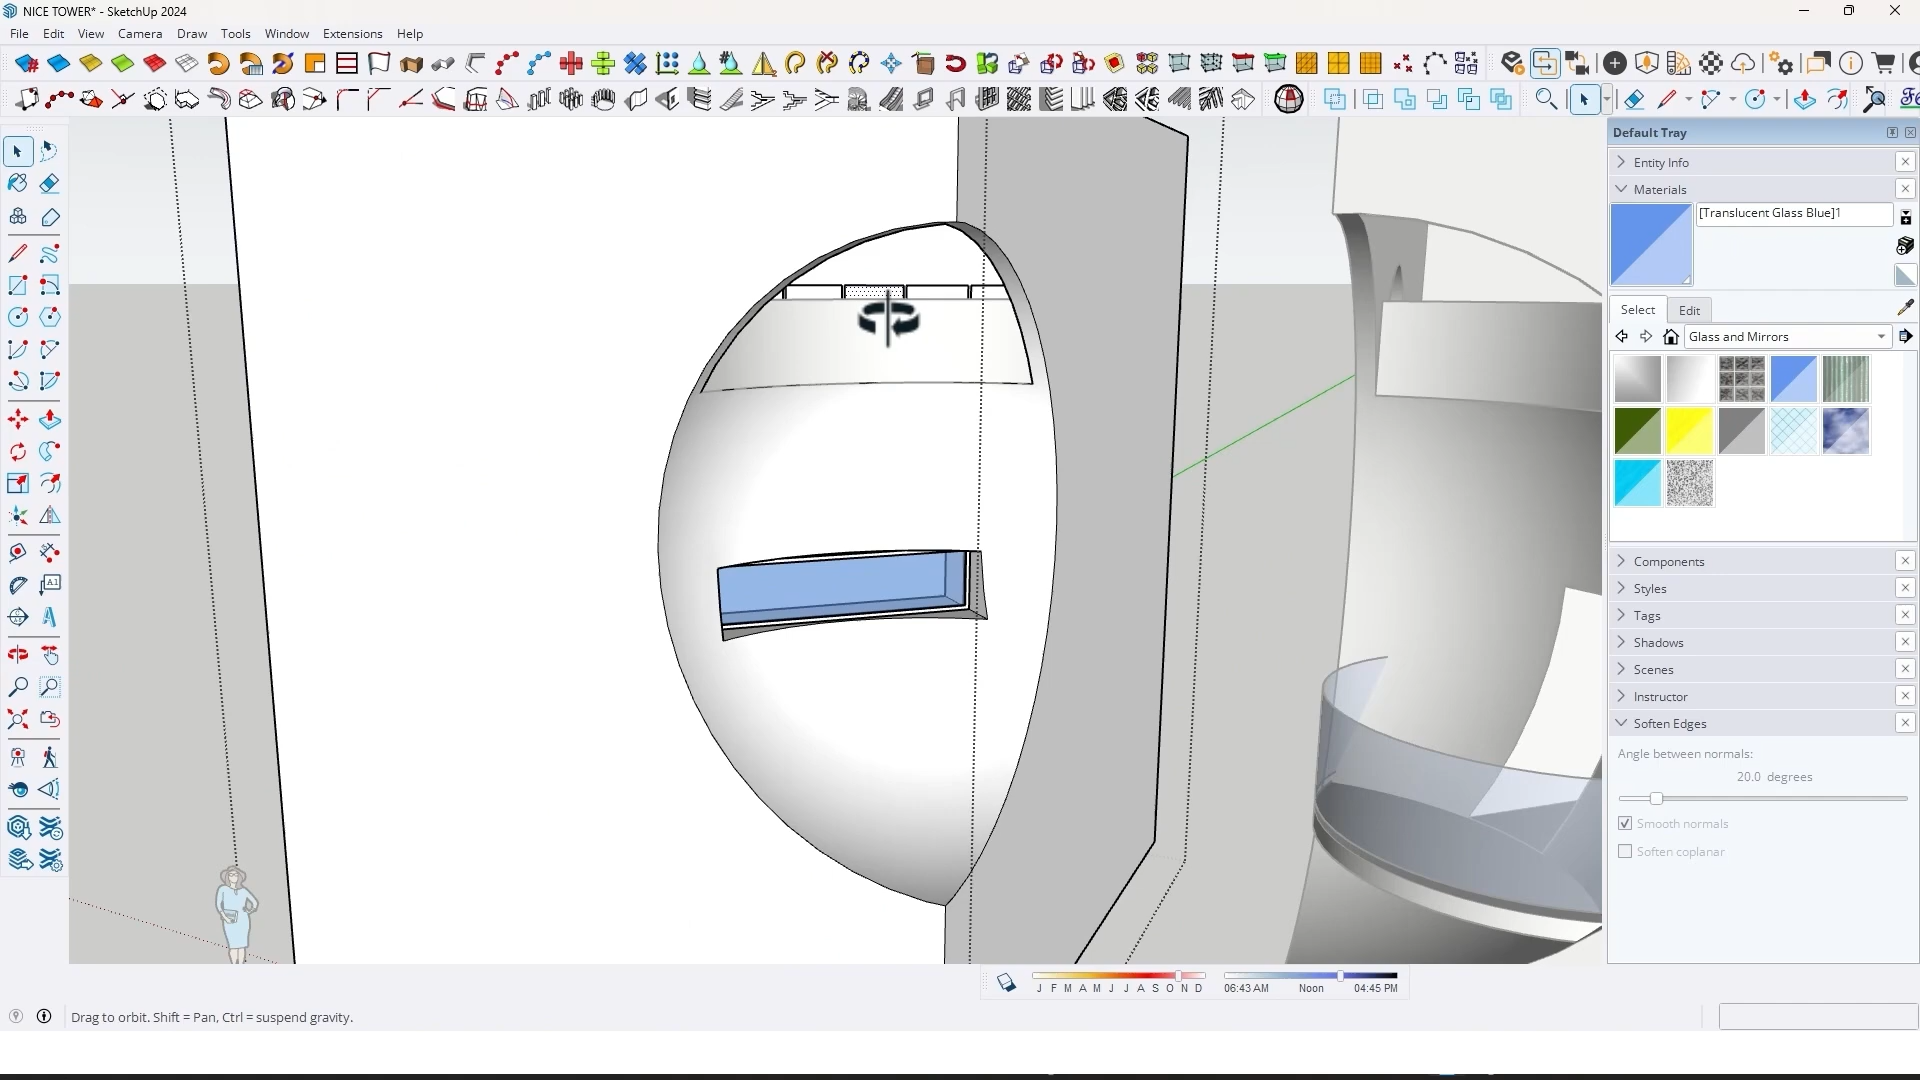 NICE TOWER* - SketchUp 2024
File Edit View Camera Draw Tools Window Extensions Help
Default Tray
Entity Info
Materials
[Translucent Glass Blue]1
Select Edit
Glass and Mirrors
Components
Styles
Tags
Shadows
Scenes
Instructor
Soften Edges
Angle between normals:
20.0 degrees
Smooth normals
Soften coplanar
J F M A M J J A S O N D 06:43 AM Noon 04:45 PM
Drag to orbit. Shift = Pan, Ctrl = suspend gravity.